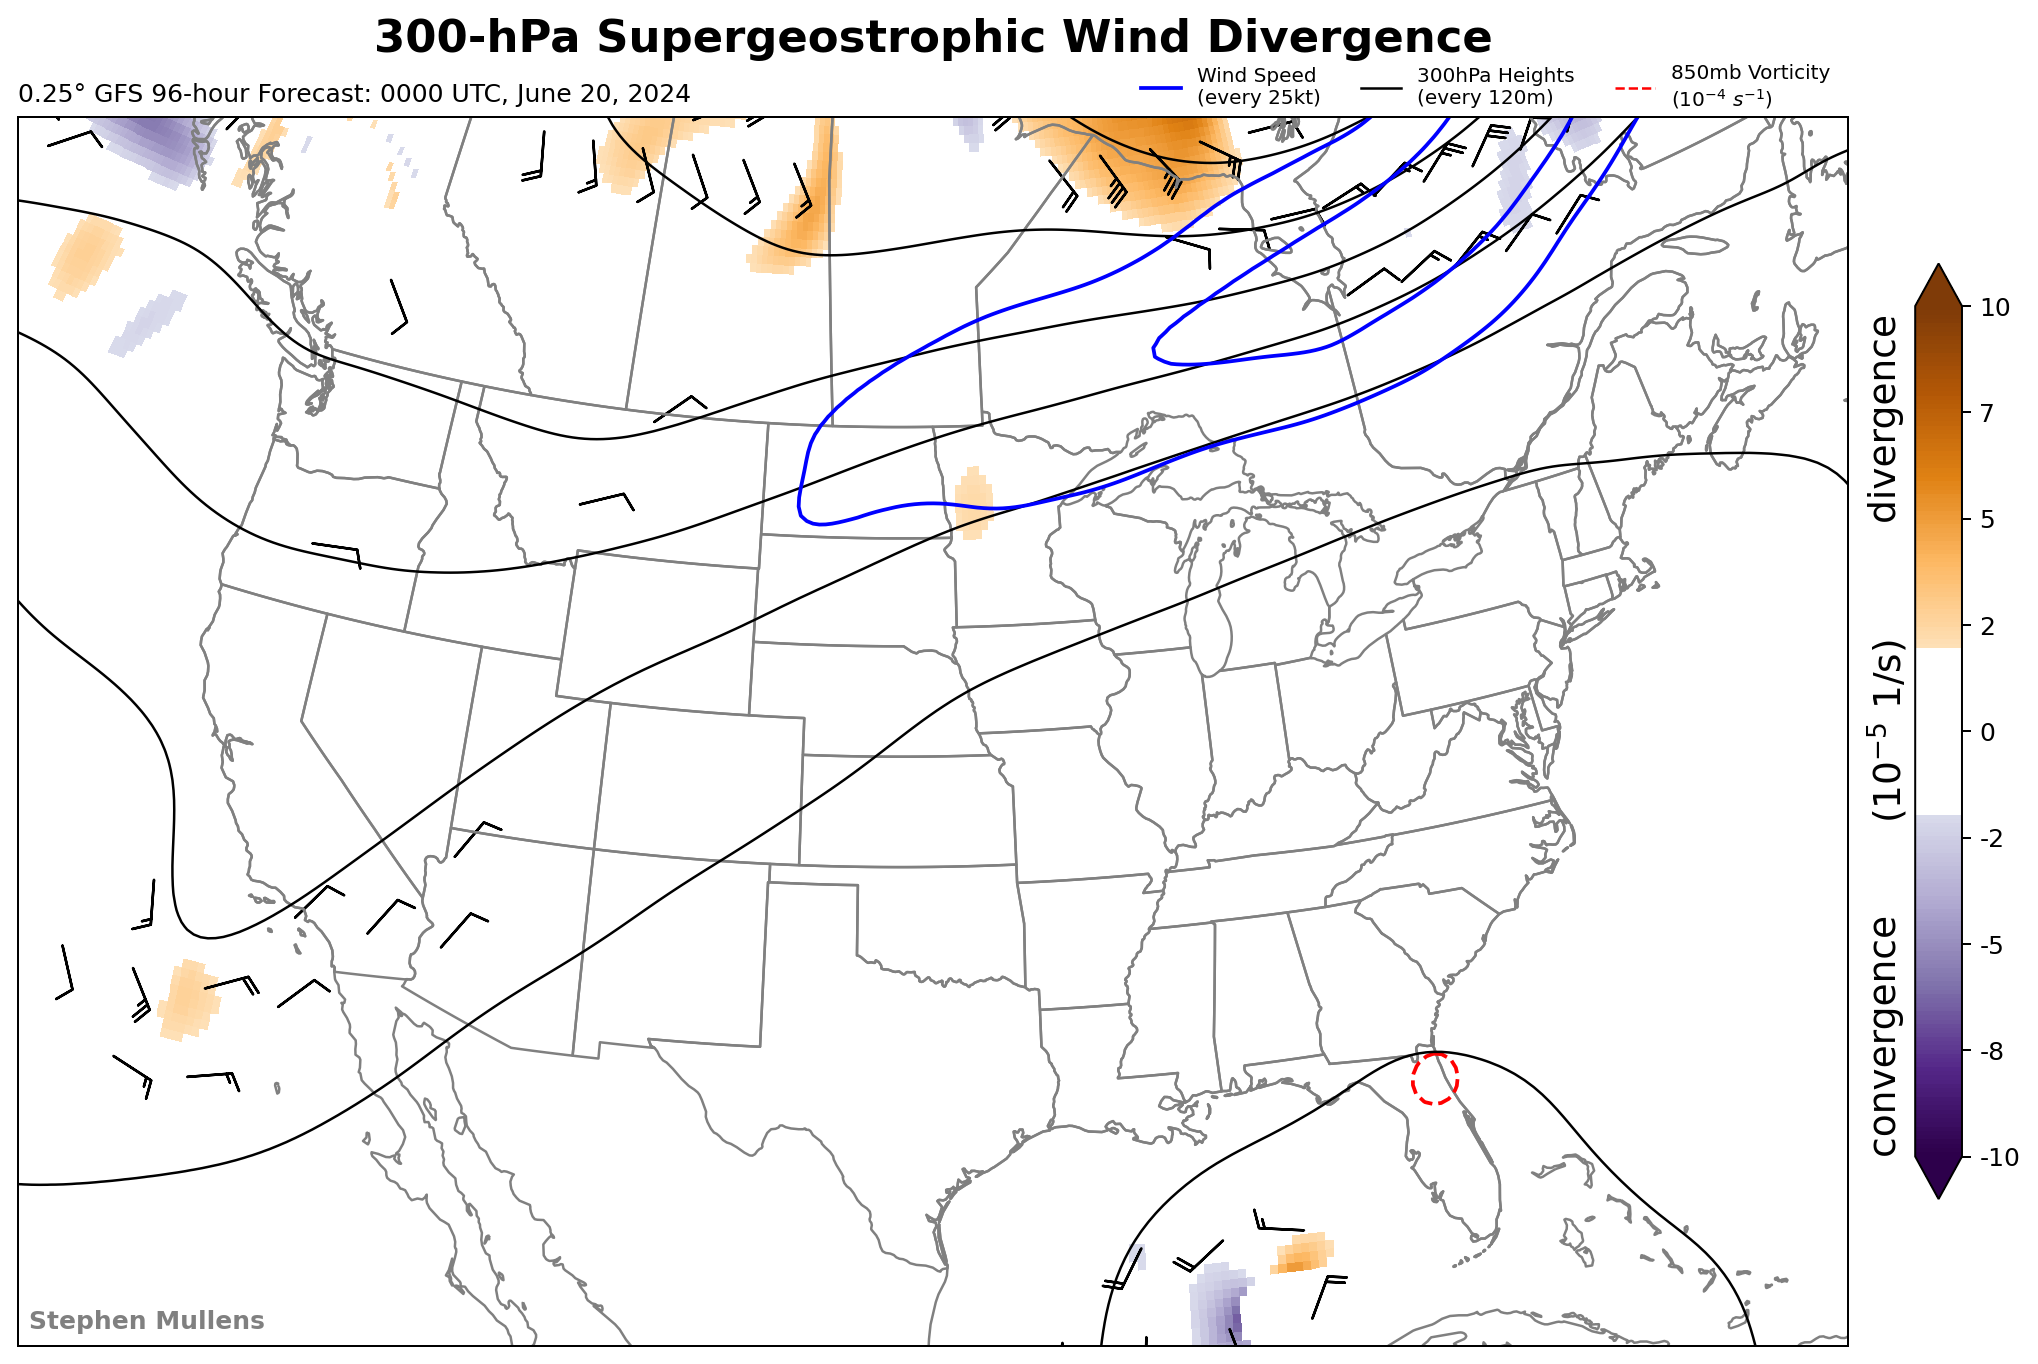 300-hPa Supergeostrophic Wind Divergence
0.25° GFS 96-hour Forecast: 0000 UTC, June 20, 2024
Wind Speed
(every 25kt)
300hPa Heights
(every 120m)
850mb Vorticity
(10⁻⁴ s⁻¹)
10
7
5
2
0
-2
-5
-8
-10
convergence (10⁻⁵ 1/s) divergence
Stephen Mullens